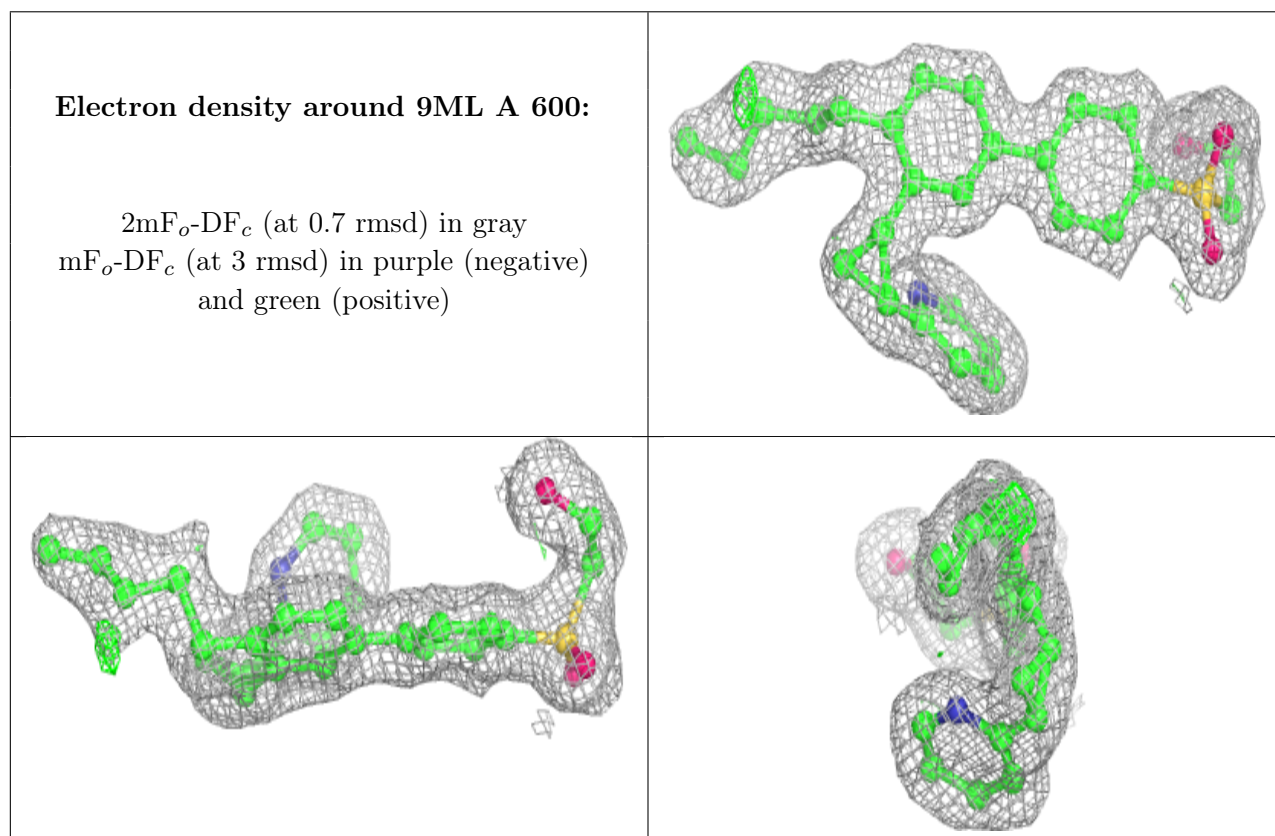 Electron density around 9ML A 600:
2mFo-DFc (at 0.7 rmsd) in gray
mFo-DFc (at 3 rmsd) in purple (negative)
and green (positive)